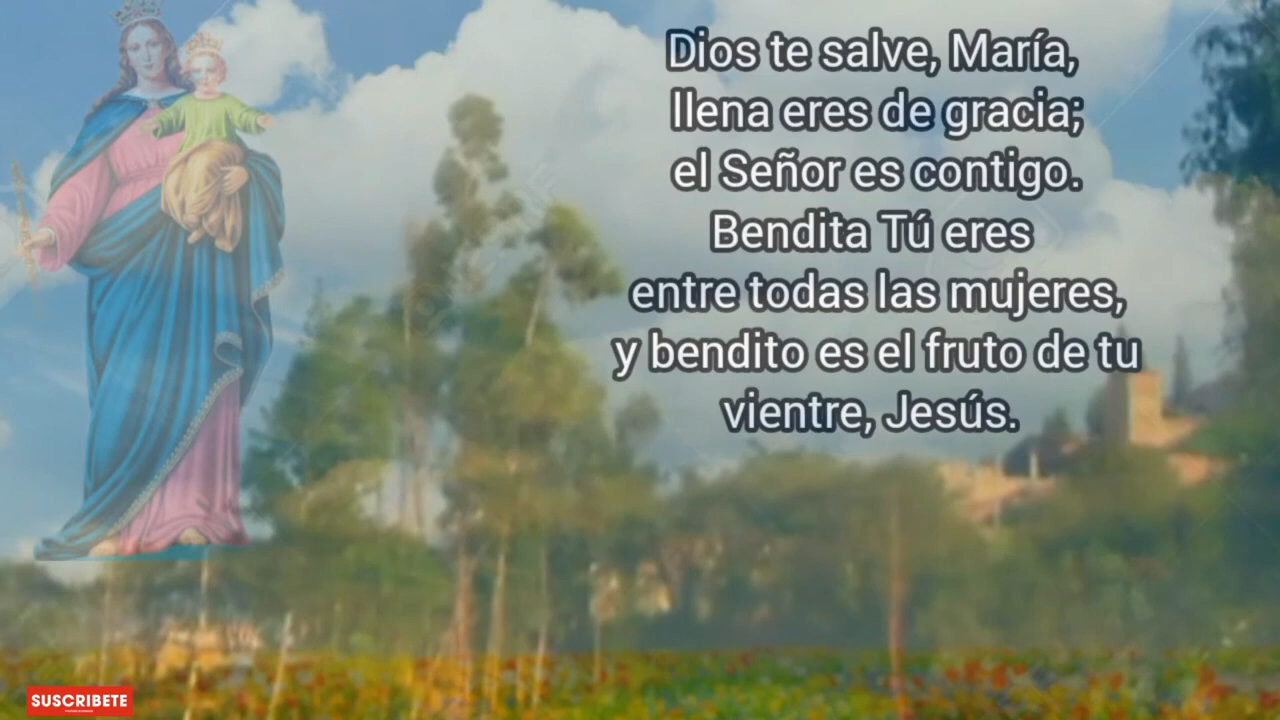 Dios te salve, María,
llena eres de gracia;
el Señor es contigo.
Bendita Tú eres
entre todas las mujeres,
y bendito es el fruto de tu
vientre, Jesús.
SUSCRIBETE